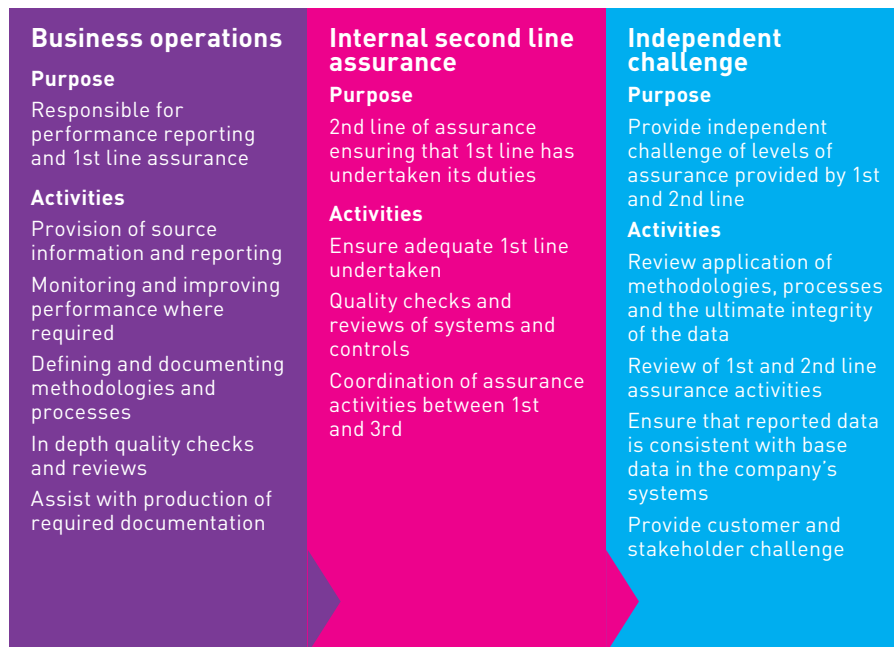 Business operations
Purpose
Responsible for
performance reporting
and 1st line assurance
Activities
Provision of source
information and reporting
Monitoring and improving
performance where
required
Defining and documenting
methodologies and
processes
In depth quality checks
and reviews
Assist with production of
required documentation
Internal second line
assurance
Purpose
2nd line of assurance
ensuring that 1st line has
undertaken its duties
Activities
Ensure adequate 1st line
undertaken
Quality checks and
reviews of systems and
controls
Coordination of assurance
activities between 1st
and 3rd
Independent
challenge
Purpose
Provide independent
challenge of levels of
assurance provided by 1st
and 2nd line
Activities
Review application of
methodologies, processes
and the ultimate integrity
of the data
Review of 1st and 2nd line
assurance activities
Ensure that reported data
is consistent with base
data in the company’s
systems
Provide customer and
stakeholder challenge